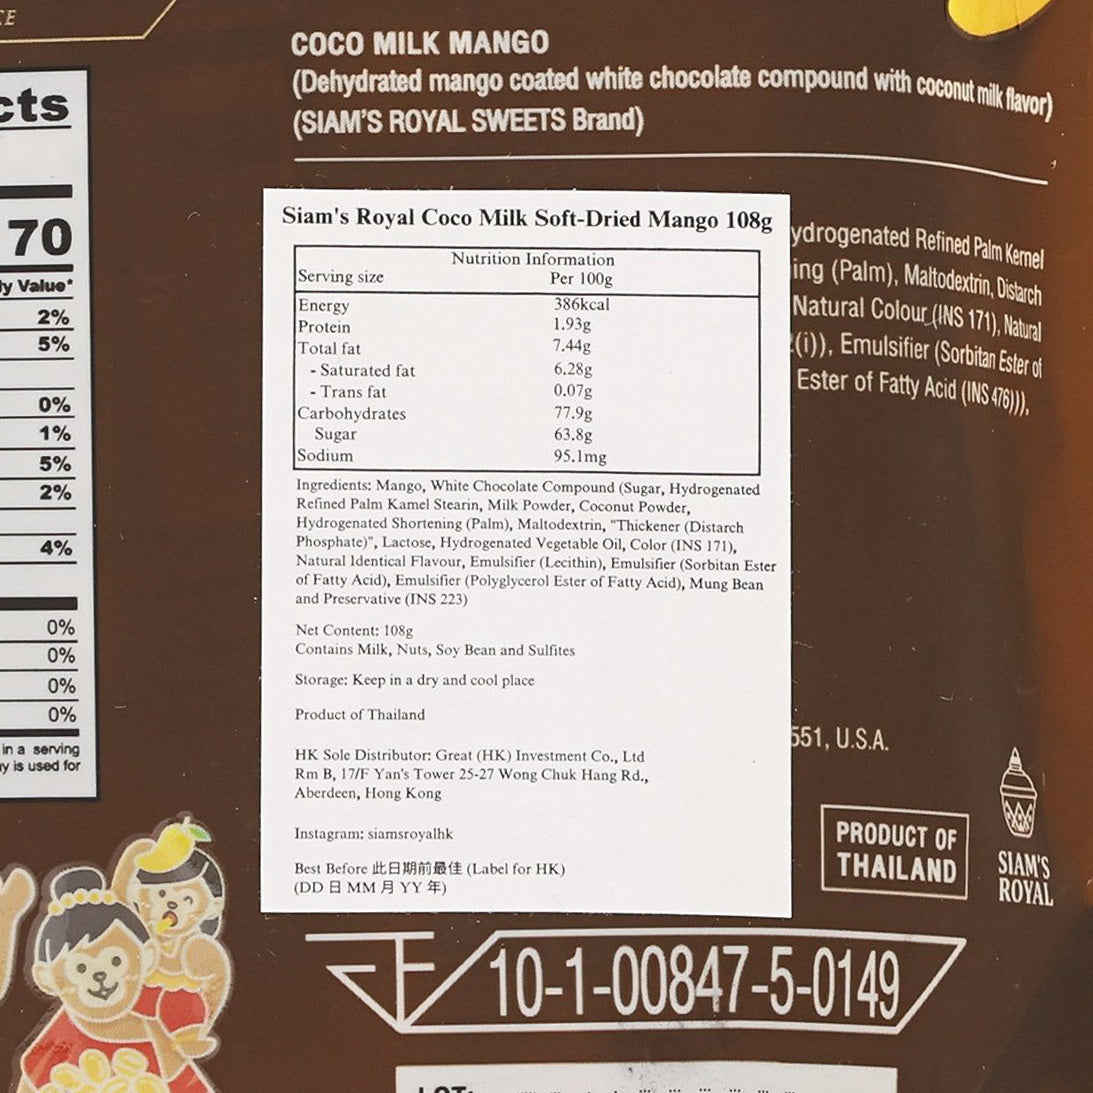 CE
COCO MILK MANGO
(Dehydrated mango coated white chocolate compound with coconut milk flavor)
(SIAM'S ROYAL SWEETS Brand)
cts
70
Value*
2%
5%
0%
1%
5%
2%
4%
0%
0%
0%
0%
in a serving
is used for
Siam's Royal Coco Milk Soft-Dried Mango 108g
Nutrition Information
Serving size Per 100g
Energy 386kcal
Protein 1.93g
Total fat 7.44g
- Saturated fat 6.28g
- Trans fat 0.07g
Carbohydrates 77.9g
Sugar 63.8g
Sodium 95.1mg
Ingredients: Mango, White Chocolate Compound (Sugar, Hydrogenated
Refined Palm Kamel Stearin, Milk Powder, Coconut Powder,
Hydrogenated Shortening (Palm), Maltodextrin, "Thickener (Distarch
Phosphate)", Lactose, Hydrogenated Vegetable Oil, Color (INS 171),
Natural Identical Flavour, Emulsifier (Lecithin), Emulsifier (Sorbitan Ester
of Fatty Acid), Emulsifier (Polyglycerol Ester of Fatty Acid), Mung Bean
and Preservative (INS 223)
Net Content: 108g
Contains Milk, Nuts, Soy Bean and Sulfites
Storage: Keep in a dry and cool place
Product of Thailand
HK Sole Distributor: Great (HK) Investment Co., Ltd
Rm B, 17/F Yan's Tower 25-27 Wong Chuk Hang Rd.,
Aberdeen, Hong Kong
Instagram: siamsroyalhk
Best Before 此日期前最佳 (Label for HK)
(DD 日 MM 月 YY 年)
ydrogenated Refined Palm Kernel
ing (Palm), Maltodextrin, Distarch
Natural Colour (INS 171), Natural
(i)), Emulsifier (Sorbitan Ester of
Ester of Fatty Acid (INS 476))).
551, U.S.A.
PRODUCT OF
THAILAND
SIAM'S
ROYAL
10-1-00847-5-0149
LOT: